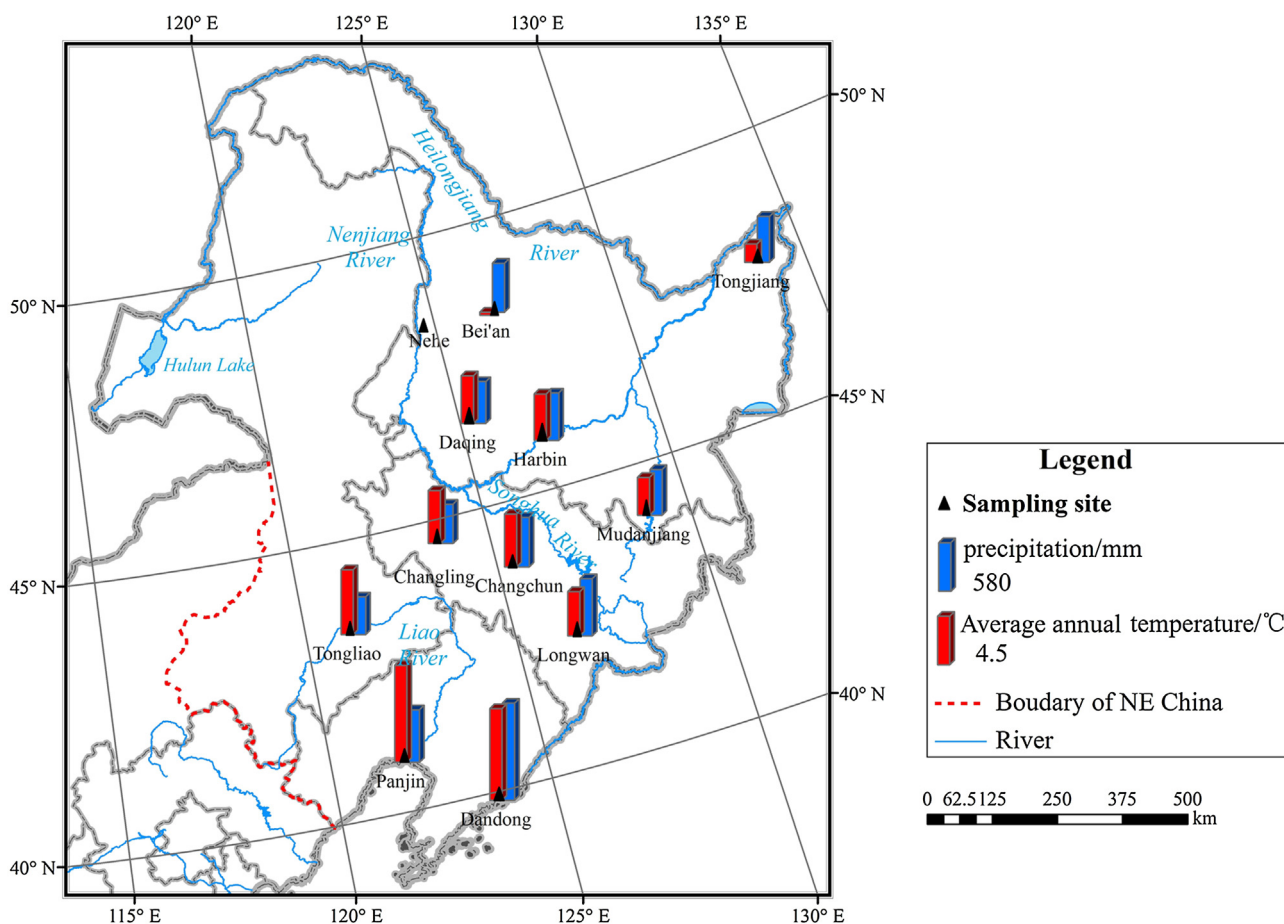 120° E
125° E
130° E
135° E
50° N
Heilongjiang
Nenjiang
River
River
Tongjiang
50° N
Bei'an
Nehe
Hulun Lake
45° N
Daqing
Harbin
Songhua River
Mudanjiang
Changling
Changchun
45° N
Liao
River
Tongliao
Longwan
40° N
Panjin
Dandong
40° N
115° E
120° E
125° E
130° E
Legend
Sampling site
precipitation/mm
580
Average annual temperature/℃
4.5
Boudary of NE China
River
0 62.5 125 250 375 500
km